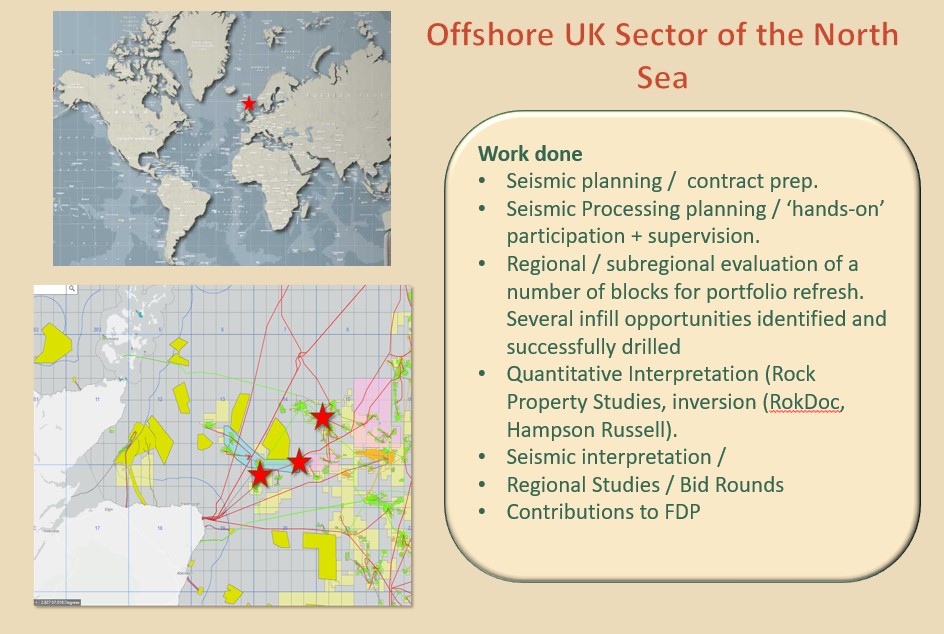 Offshore UK Sector of the North
Sea
Work done
• Seismic planning /  contract prep.
• Seismic Processing planning / ‘hands-on’
participation + supervision.
• Regional / subregional evaluation of a
number of blocks for portfolio refresh.
Several infill opportunities identified and
successfully drilled
• Quantitative Interpretation (Rock
Property Studies, inversion (RokDoc,
Hampson Russell).
• Seismic interpretation /
• Regional Studies / Bid Rounds
• Contributions to FDP